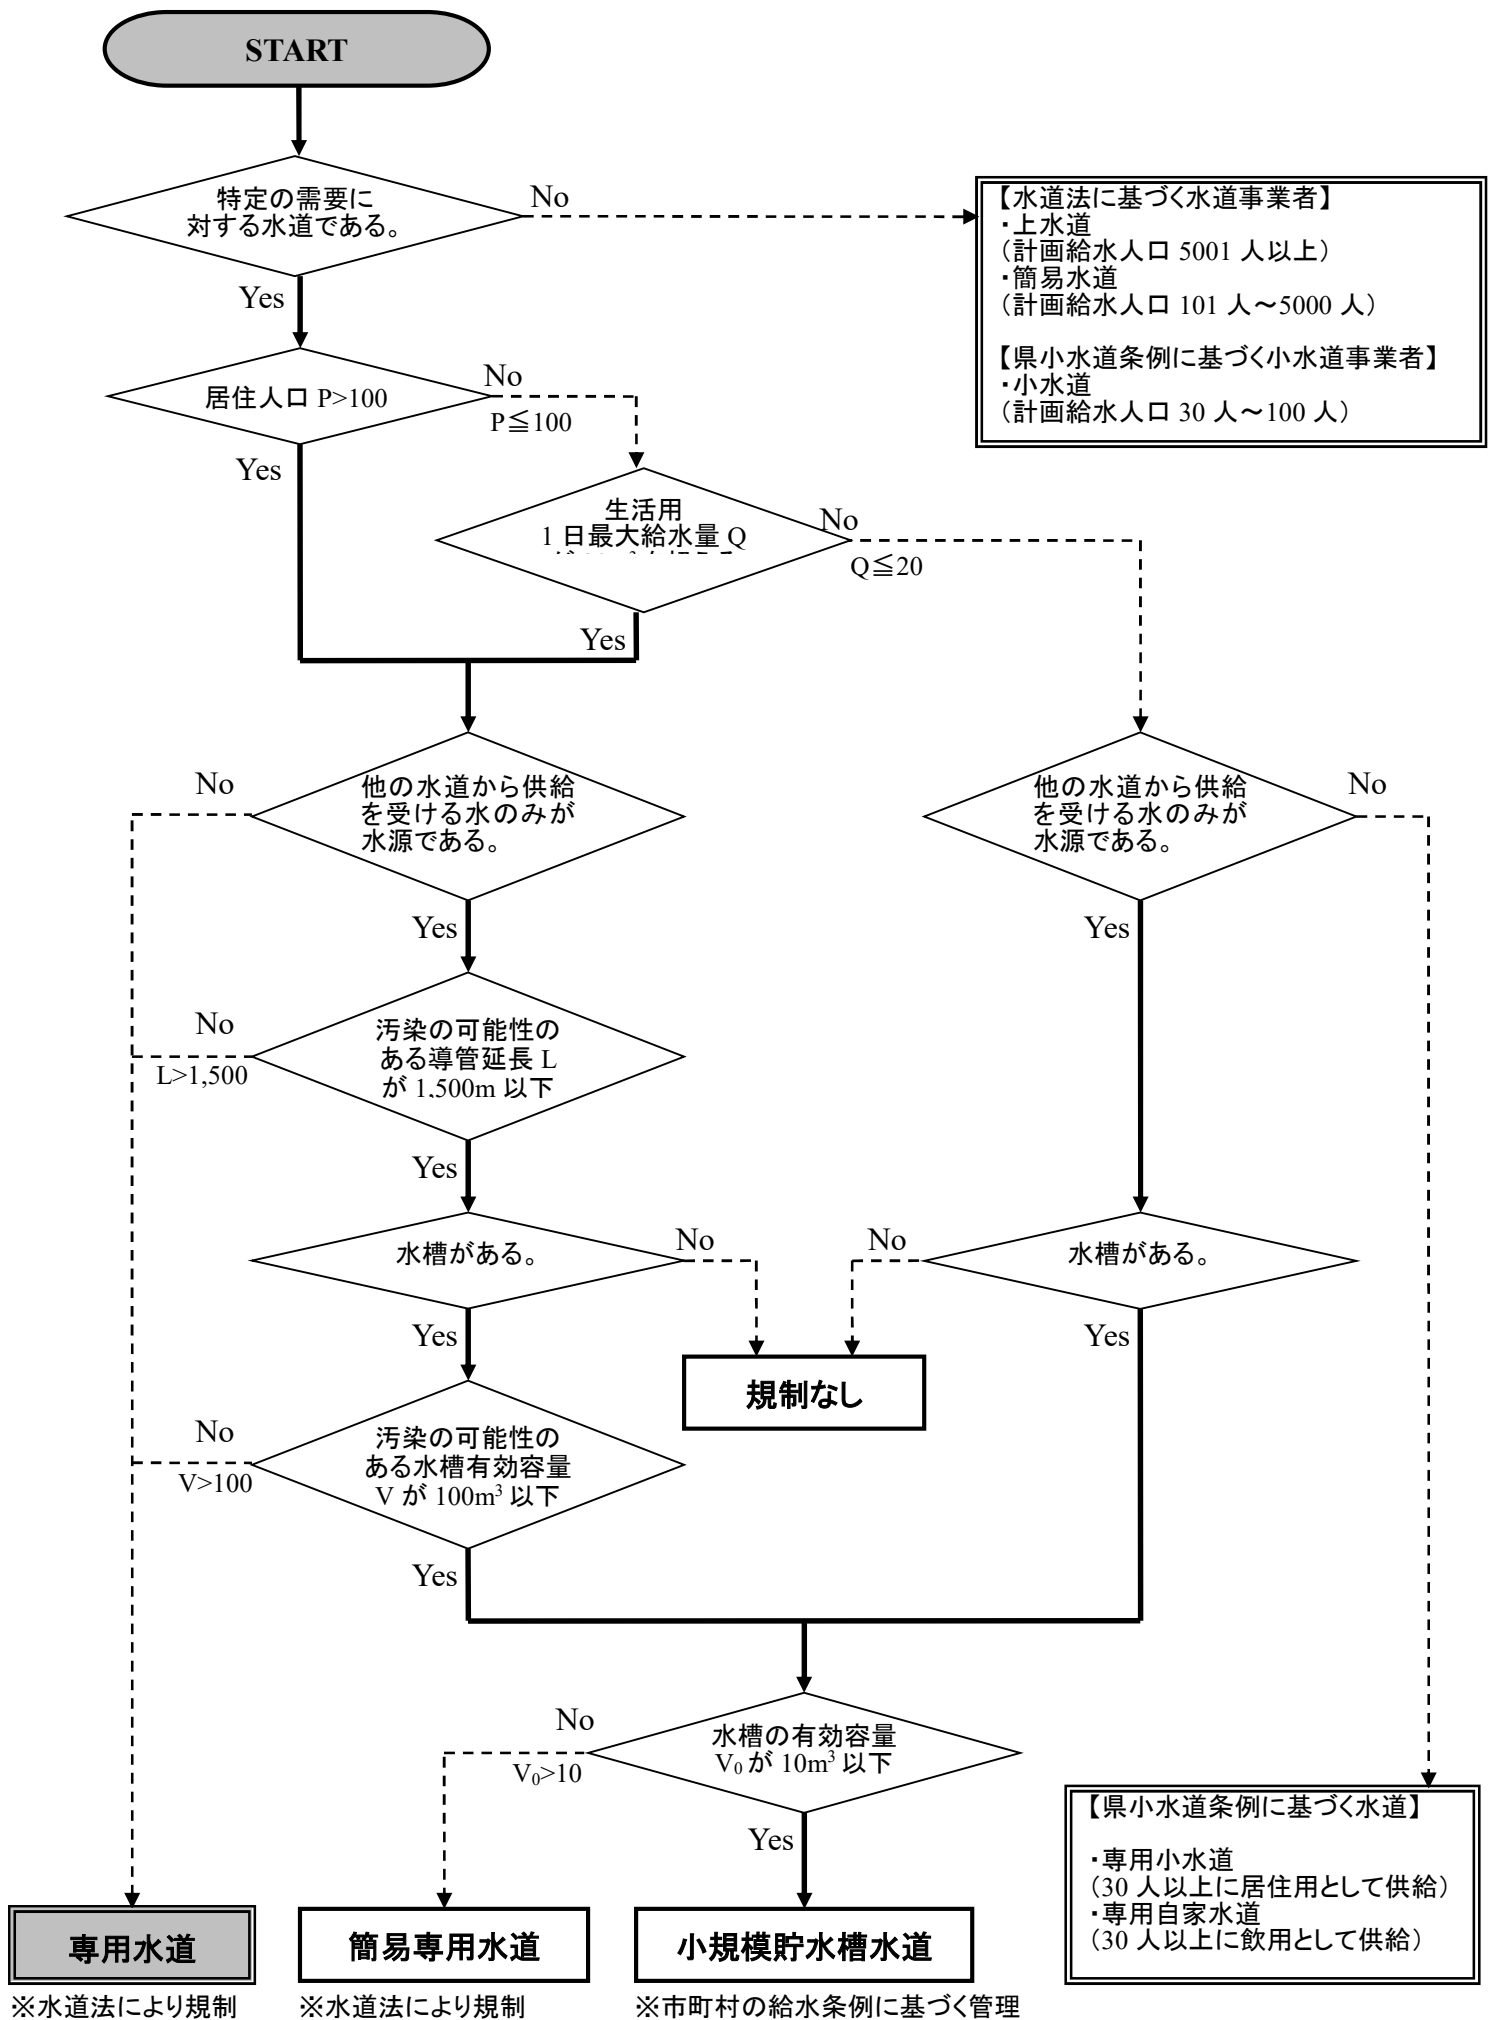 START
特定の需要に
対する水道である。
No
【水道法に基づく水道事業者】
・上水道
（計画給水人口 5001 人以上）
・簡易水道
（計画給水人口 101 人～5000 人）
【県小水道条例に基づく小水道事業者】
・小水道
（計画給水人口 30 人～100 人）
Yes
居住人口 P>100
No
P≦100
Yes
生活用
1 日最大給水量 Q
No
Q≦20
Yes
No
他の水道から供給
を受ける水のみが
水源である。
他の水道から供給
を受ける水のみが
水源である。
No
Yes
Yes
No
L>1,500
汚染の可能性の
ある導管延長 L
が 1,500m 以下
Yes
水槽がある。
No
No
水槽がある。
Yes
Yes
規制なし
No
V>100
汚染の可能性の
ある水槽有効容量
V が 100m³ 以下
Yes
No
V₀>10
水槽の有効容量
V₀ が 10m³ 以下
Yes
【県小水道条例に基づく水道】
・専用小水道
（30 人以上に居住用として供給）
・専用自家水道
（30 人以上に飲用として供給）
専用水道
簡易専用水道
小規模貯水槽水道
※水道法により規制
※水道法により規制
※市町村の給水条例に基づく管理